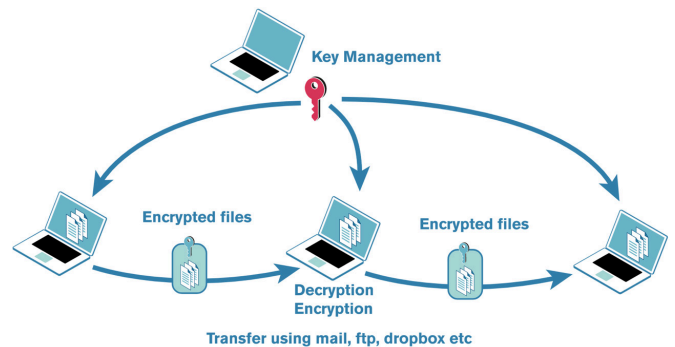 Key Management
Encrypted files
Encrypted files
Decryption
Encryption
Transfer using mail, ftp, dropbox etc